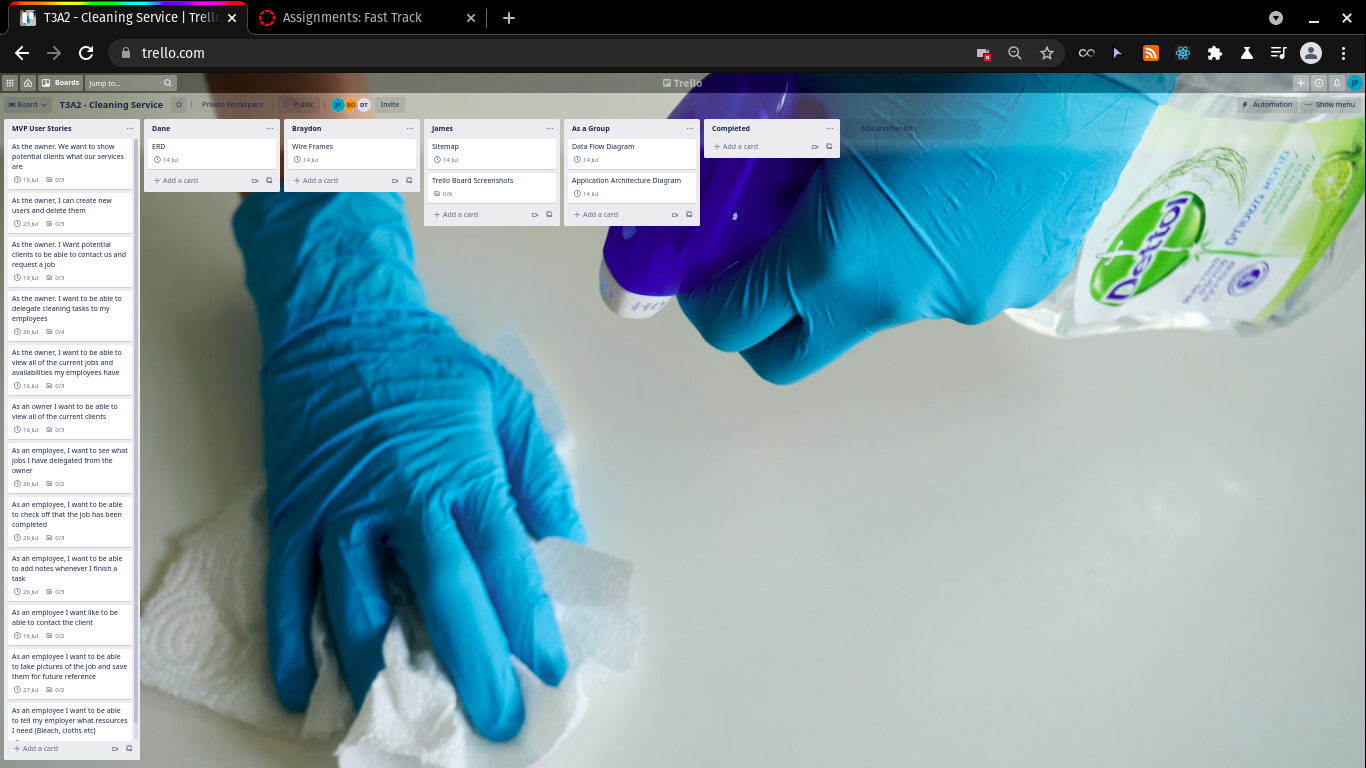 T3A2 - Cleaning Service | Trello
Assignments: Fast Track
trello.com
Boards
Jump to...
Trello
JP
Board
T3A2 - Cleaning Service
Private Workspace
Public
JP
BO
DT
Invite
Automation
Show menu
MVP User Stories
As the owner. We want to show
potential clients what our services
are
19 Jul 0/3
As the owner, I can create new
users and delete them
23 Jul 0/3
As the owner. I Want potential
clients to be able to contact us and
request a job
19 Jul 0/3
As the owner. I want to be able to
delegate cleaning tasks to my
employees
26 Jul 0/4
As the owner, I want to be able to
view all of the current jobs and
availabilities my employees have
16 Jul 0/3
As an owner I want to be able to
view all of the current clients
16 Jul 0/3
As an employee, I want to see what
jobs I have delegated from the
owner
26 Jul 0/2
As an employee, I want to be able
to check off that the job has been
completed
25 Jul 0/3
As an employee, I want to be able
to add notes whenever I finish a
task
26 Jul 0/3
As an employee I want like to be
able to contact the client
16 Jul 0/2
As an employee I want to be able
to take pictures of the job and save
them for future reference
27 Jul 0/2
As an employee I want to be able
to tell my employer what resources
I need (Bleach, cloths etc)
+ Add a card
Dane
ERD
14 Jul
+ Add a card
Braydon
Wire Frames
14 Jul
+ Add a card
James
Sitemap
14 Jul
Trello Board Screenshots
0/6
+ Add a card
As a Group
Data Flow Diagram
14 Jul
Application Architecture Diagram
14 Jul
+ Add a card
Completed
+ Add a card
Add another list
Dettol